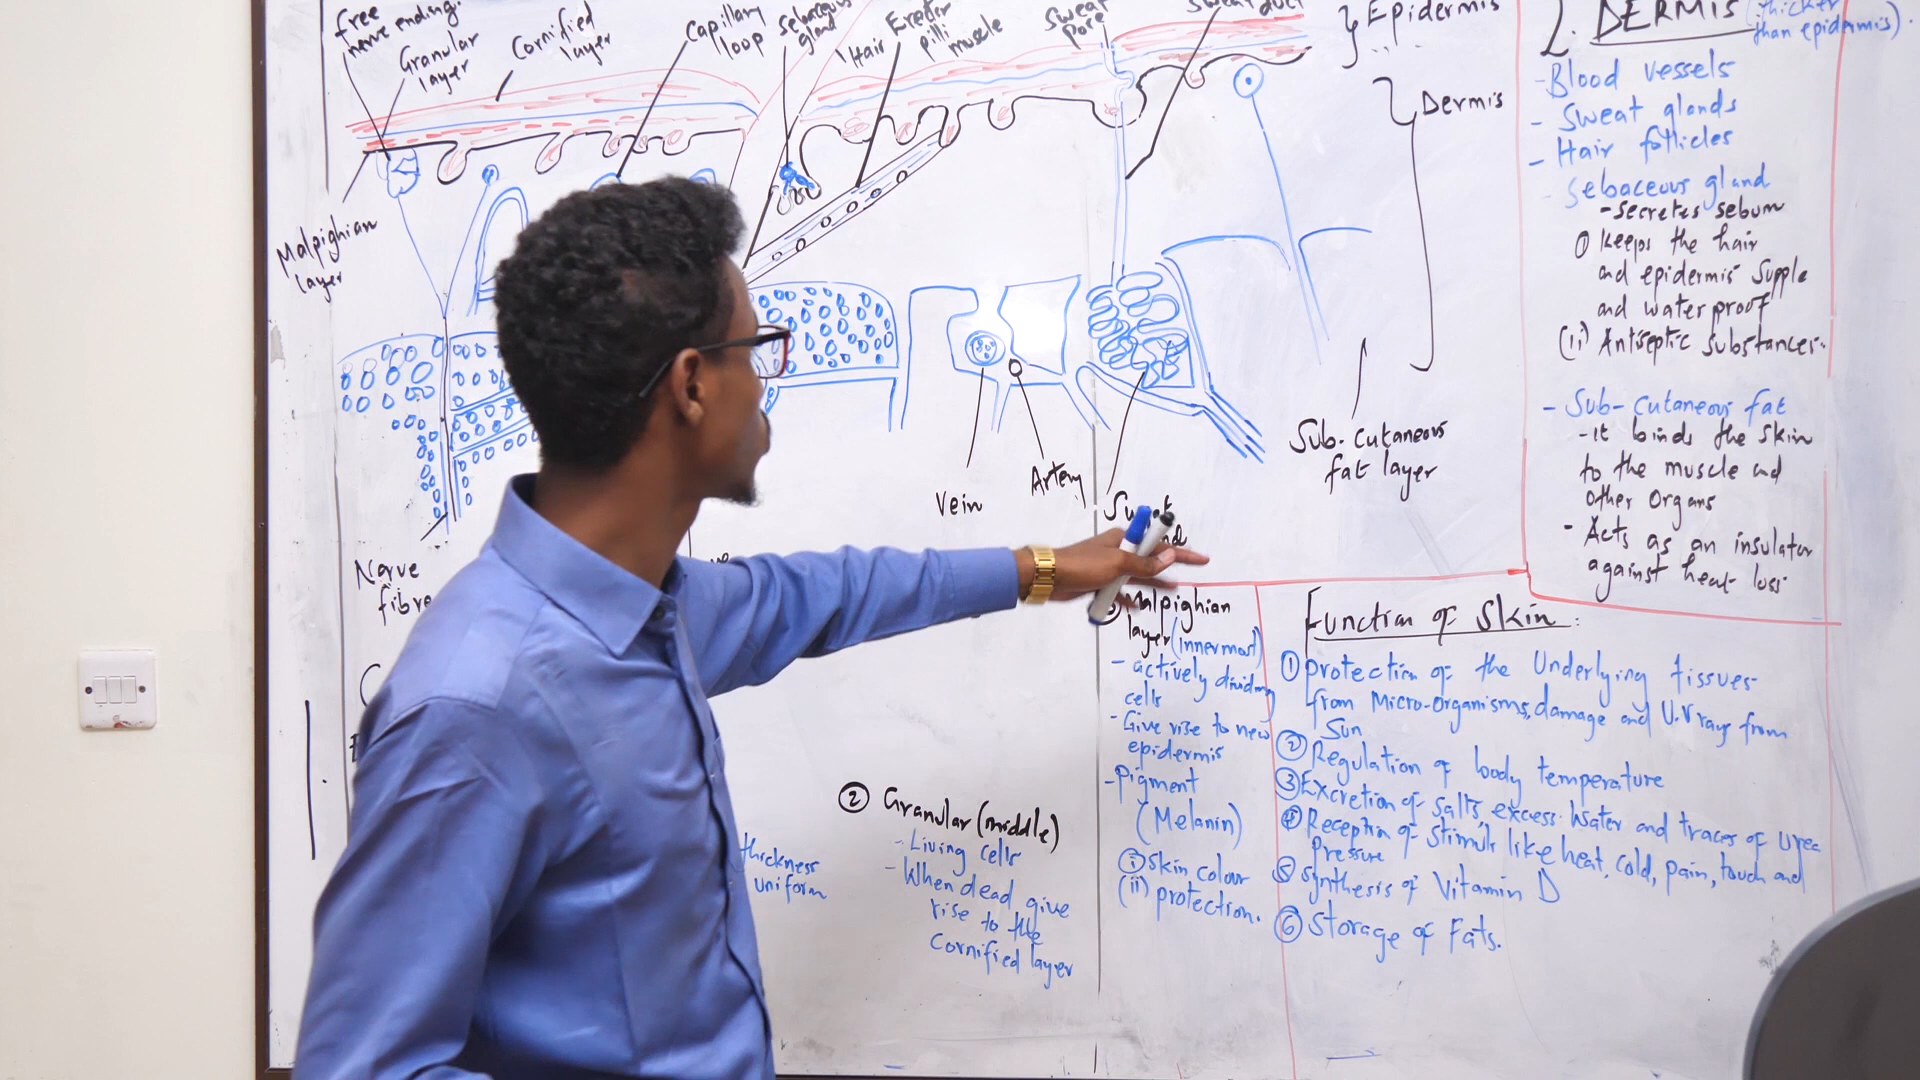 free
nerve ending.
Granular
layer
Cornified
layer
Capillary
loop
Sebaceous
gland
Hair
Erector
pilli
muscle
Sweat
pore
Sweat duct
Epidermis
Dermis
Malpighian
layer
Nerve
fibre
Vein
Artery
Sub-cutaneous
fat layer
2. DERMIS (thicker
than epidermis).
- Blood vessels
- Sweat glands
- Hair follicles
- Sebaceous gland
- secretes sebum
① keeps the hair
and epidermis supple
and waterproof
(ii) Antiseptic substances.
- Sub-cutaneous fat
- it binds the skin
to the muscle and
other organs
- Acts as an insulator
against heat loss
thickness
uniform
② Granular (middle)
- Living cells
- When dead give
rise to the
Cornified layer
Malpighian
layer (innermost)
- actively dividing
cells
- Give rise to new
epidermis
- Pigment
(Melanin)
① skin colour
(ii) protection.
Function of Skin:
① protection of the Underlying tissues
from Micro-organisms, damage and U.V rays from
Sun
② Regulation of body temperature
③ Excretion of salts, excess water and traces of urea
④ Reception of stimuli like heat, cold, pain, touch and
pressure
⑤ synthesis of Vitamin D
⑥ Storage of Fats.